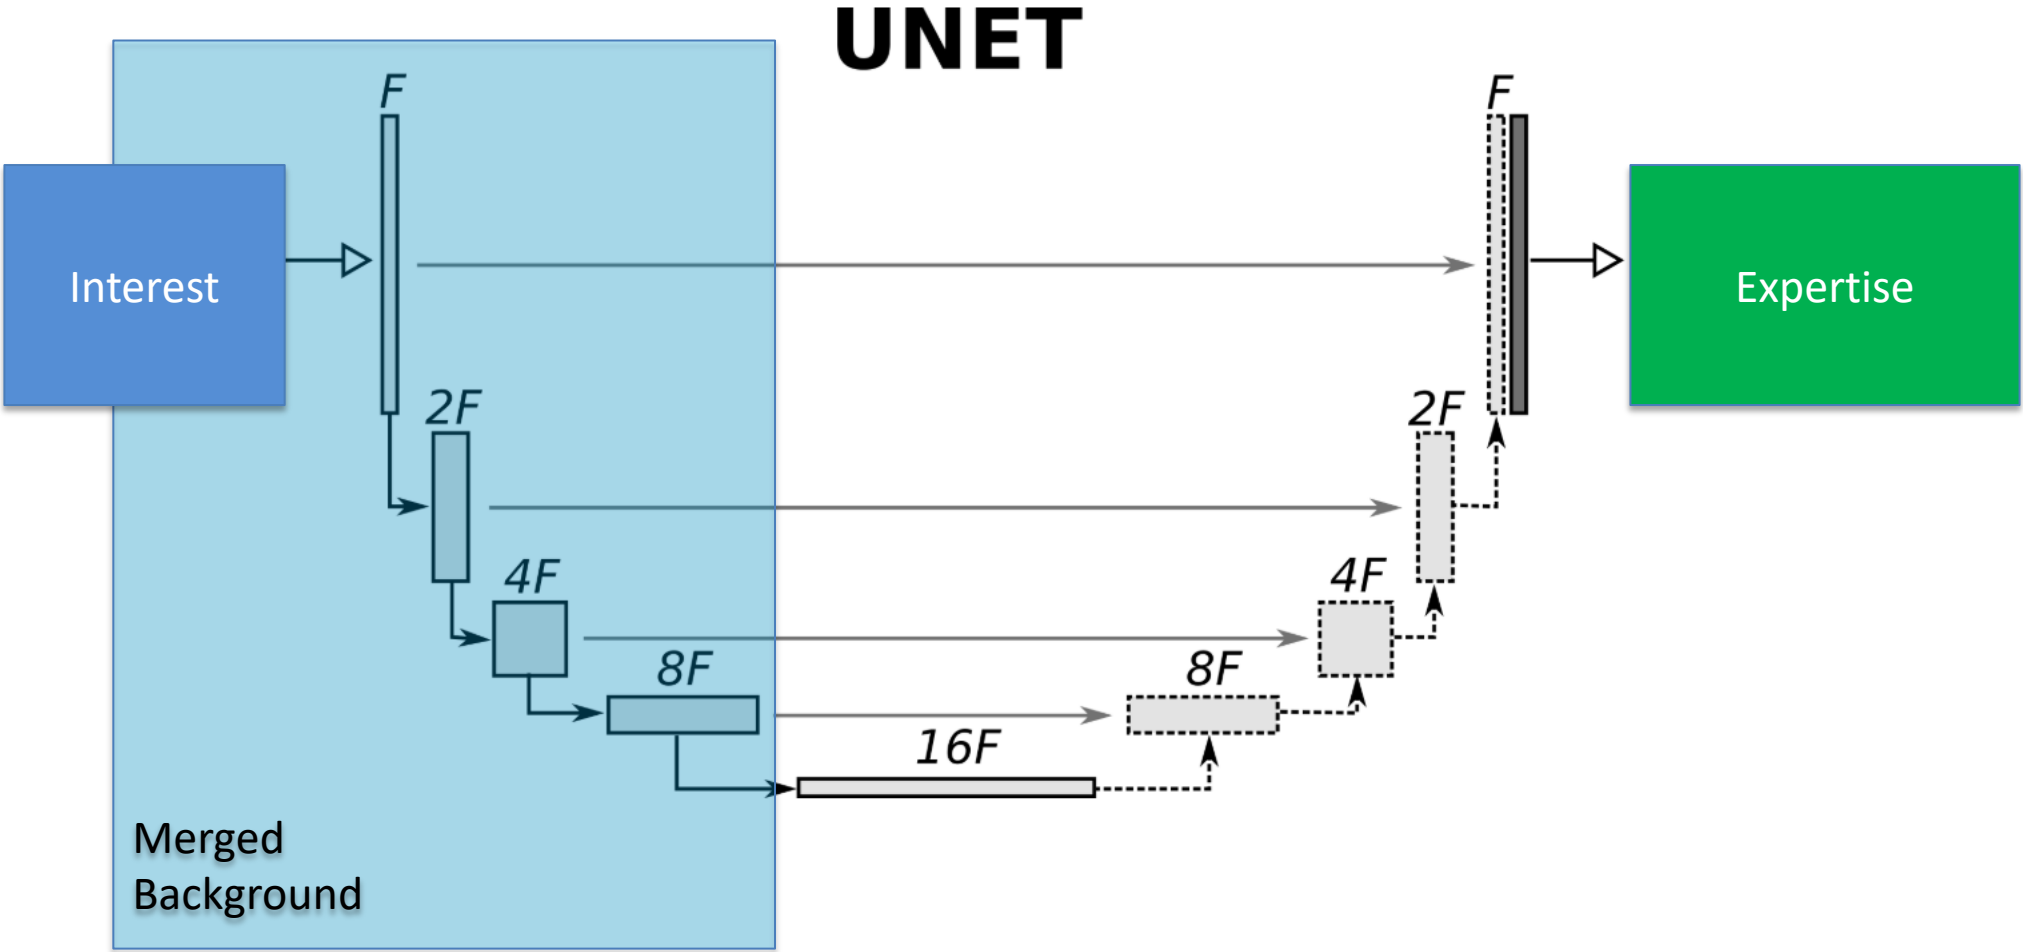 UNET
F
F
Interest
Expertise
2F
2F
4F
4F
8F
8F
16F
Merged
Background